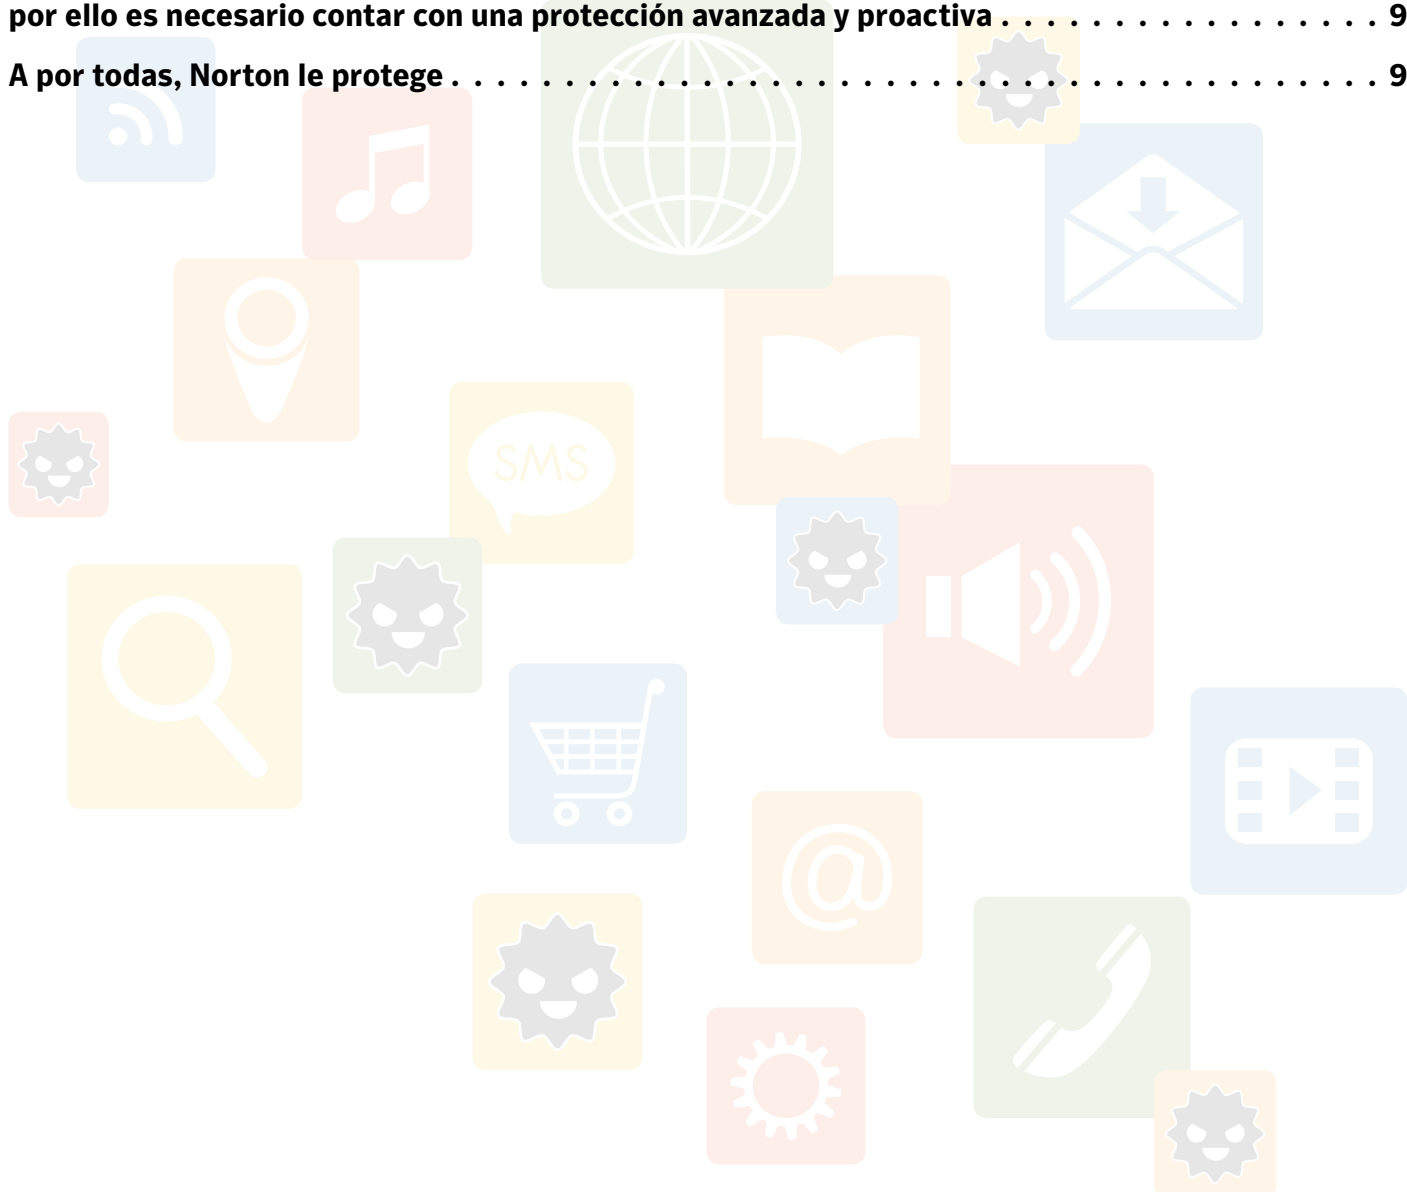 por ello es necesario contar con una protección avanzada y proactiva . . . . . . . . . . . . . . . . . 9
A por todas, Norton le protege . . . . . . . . . . . . . . . . . . . . . . . . . . . . . . . . . . . . . . . . . 9
SMS
@